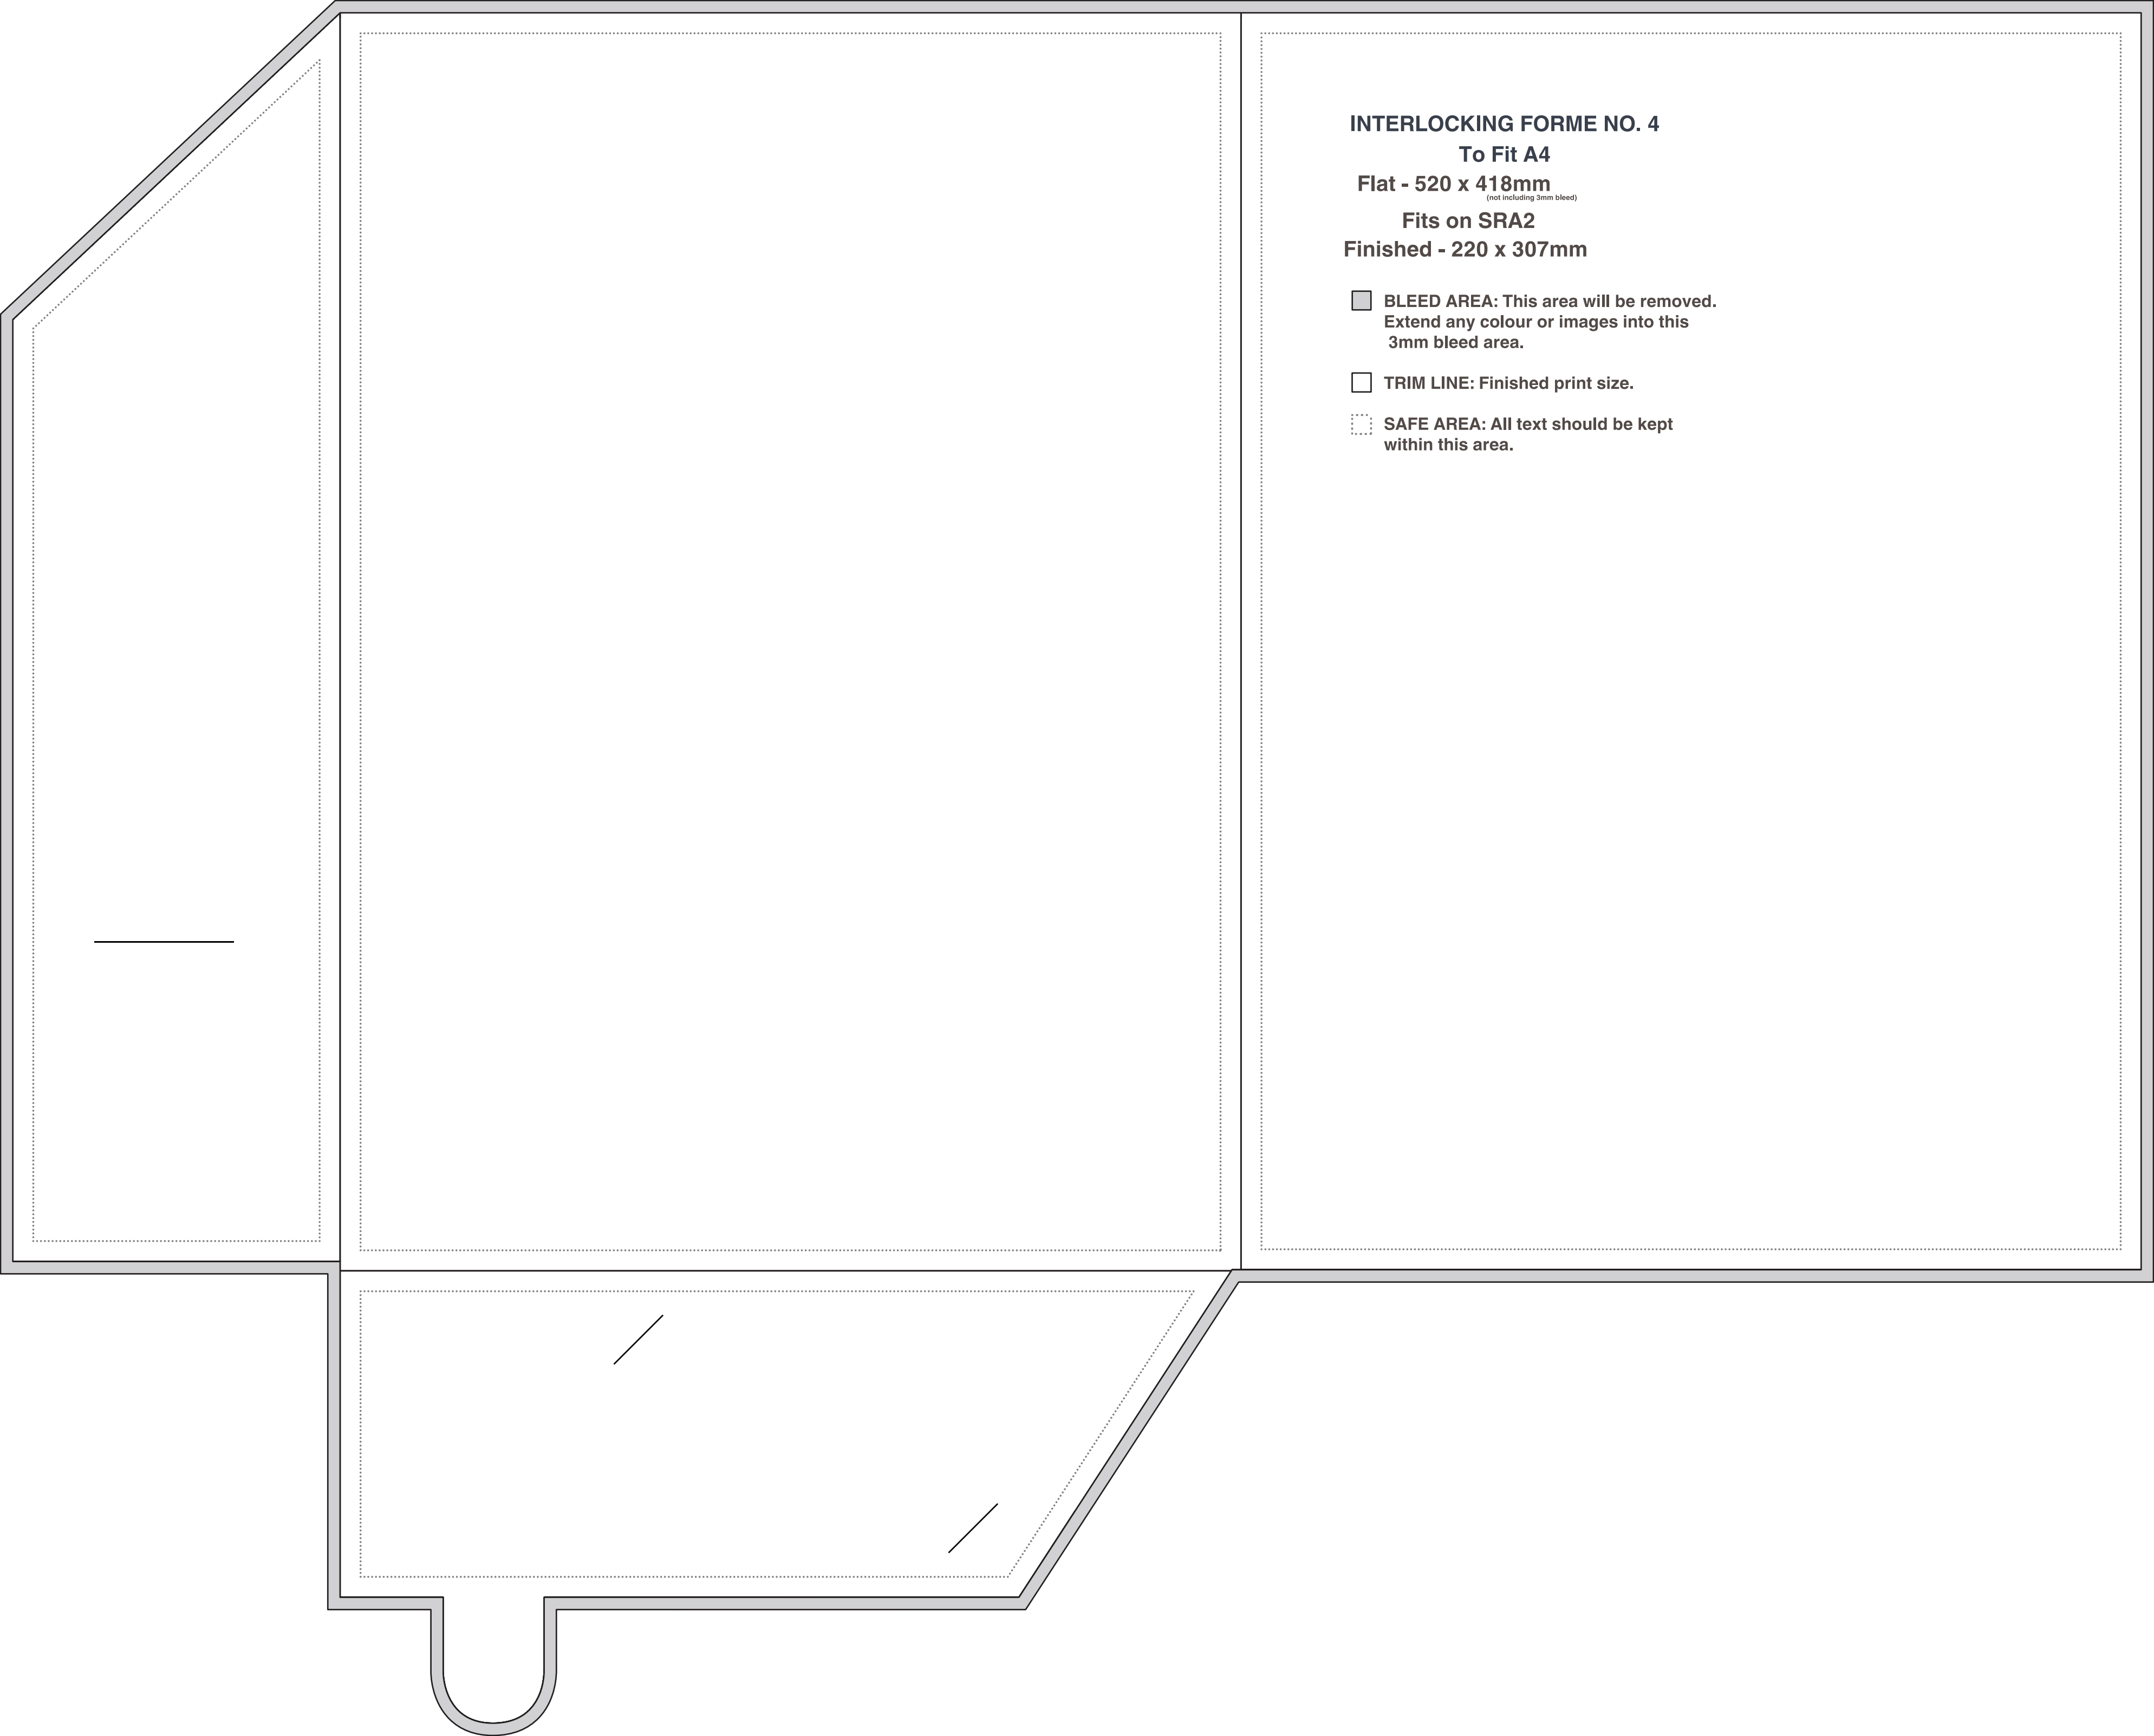 INTERLOCKING FORME NO. 4
To Fit A4
Flat - 520 x 418mm
(not including 3mm bleed)
Fits on SRA2
Finished - 220 x 307mm
BLEED AREA: This area will be removed.
Extend any colour or images into this
3mm bleed area.
TRIM LINE: Finished print size.
SAFE AREA: All text should be kept
within this area.